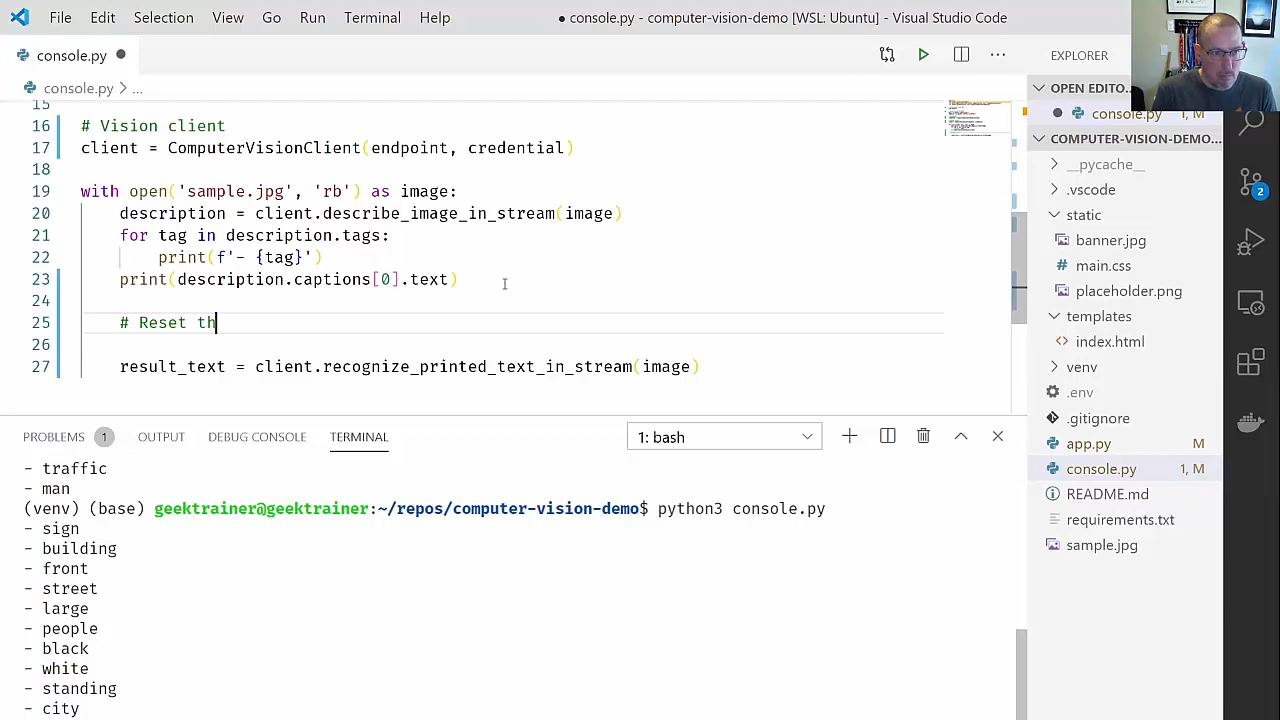 File Edit Selection View Go Run Terminal Help ● console.py - computer-vision-demo [WSL: Ubuntu] - Visual Studio Code
console.py ●
console.py > ...
EXPLORER
OPEN EDITO...
● console.py 1, M
COMPUTER-VISION-DEMO...
__pycache__
.vscode
static
banner.jpg
# main.css
placeholder.png
templates
<> index.html
venv
.env
.gitignore
app.py M
console.py 1, M
README.md
requirements.txt
sample.jpg
2
15
16 # Vision client
17 client = ComputerVisionClient(endpoint, credential)
18
19 with open('sample.jpg', 'rb') as image:
20 description = client.describe_image_in_stream(image)
21 for tag in description.tags:
22 print(f'- {tag}')
23 print(description.captions[0].text)
24
25 # Reset th
26
27 result_text = client.recognize_printed_text_in_stream(image)
PROBLEMS 1 OUTPUT DEBUG CONSOLE TERMINAL 1: bash
- traffic
- man
(venv) (base) geektrainer@geektrainer:~/repos/computer-vision-demo$ python3 console.py
- sign
- building
- front
- street
- large
- people
- black
- white
- standing
- city